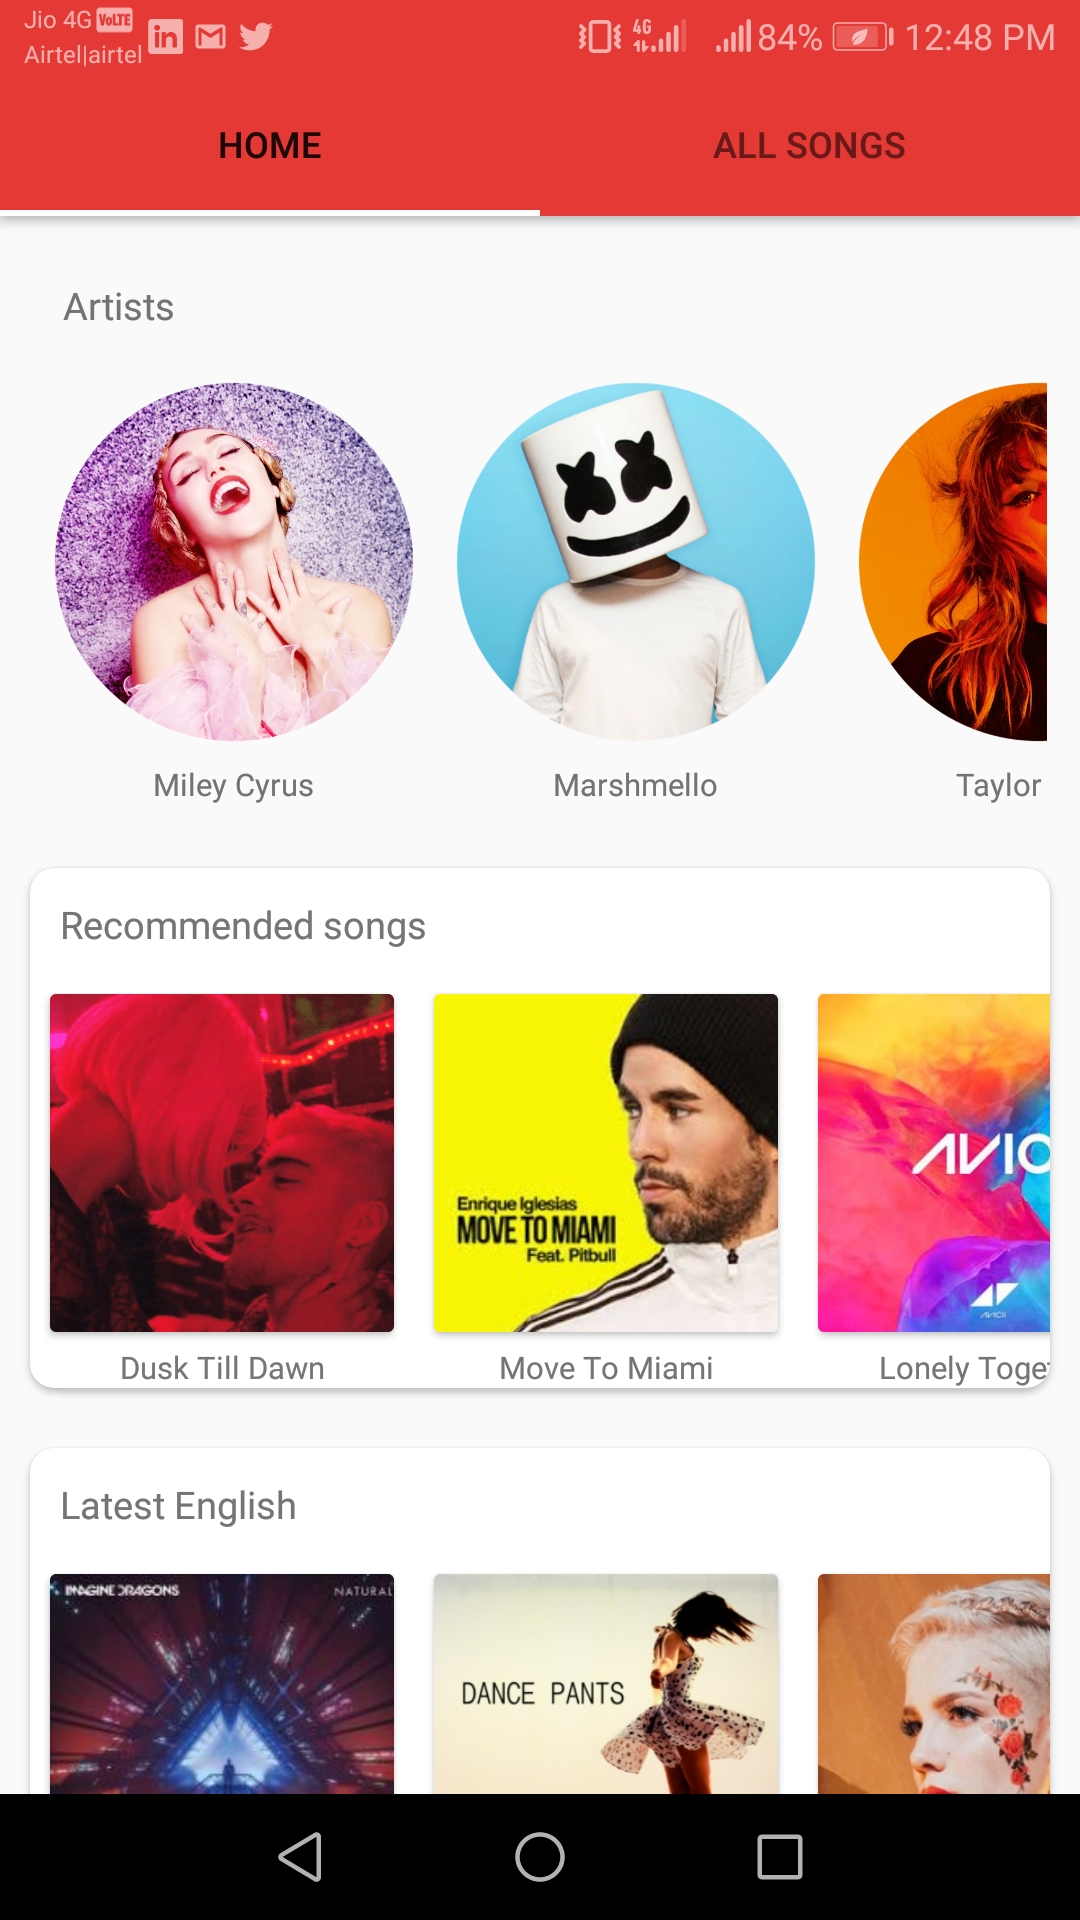 Jio 4G VoLTE
Airtel|airtel
in
4G
84%
12:48 PM
HOME
ALL SONGS
Artists
Miley Cyrus
Marshmello
Taylor
Recommended songs
Enrique Iglesias
MOVE TO MIAMI
Feat. Pitbull
AVIC
AVICII
Dusk Till Dawn
Move To Miami
Lonely Toge
Latest English
IMAGINE DRAGONS
NATURAL
DANCE PANTS